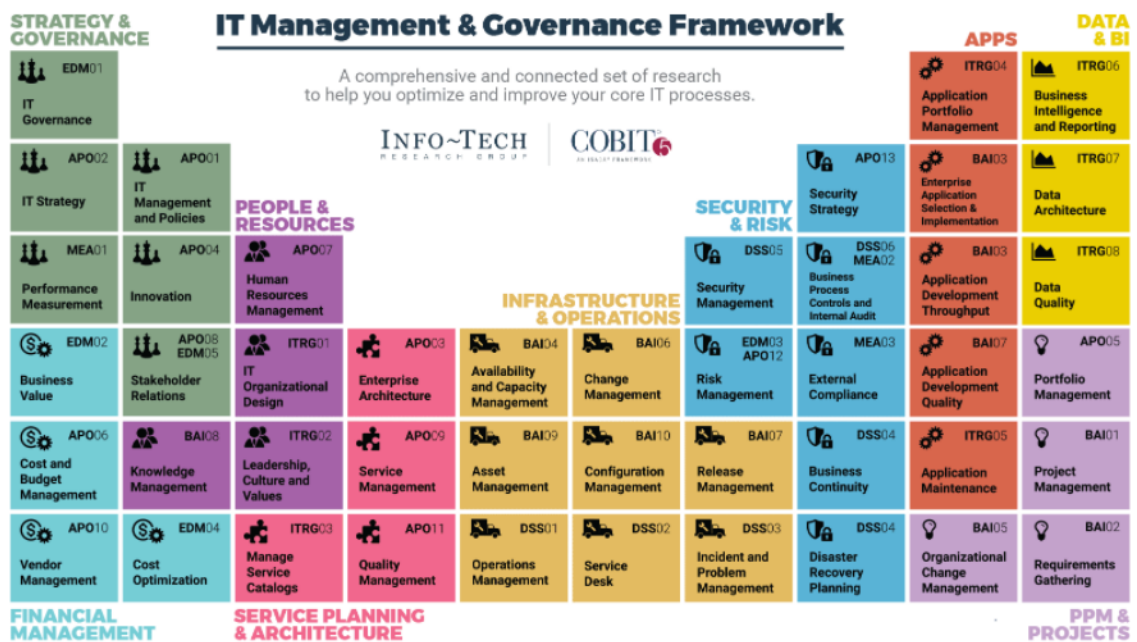 STRATEGY &
GOVERNANCE
IT Management & Governance Framework
A comprehensive and connected set of research
to help you optimize and improve your core IT processes.
INFO~TECH
RESEARCH GROUP
COBIT 5
AN ISACA FRAMEWORK
APPS
DATA
& BI
EDM01
IT
Governance
ITRG04
Application
Portfolio
Management
ITRG06
Business
Intelligence
and Reporting
APO02
IT Strategy
APO01
IT
Management
and Policies
PEOPLE &
RESOURCES
SECURITY
& RISK
APO13
Security
Strategy
BAI03
Enterprise
Application
Selection &
Implementation
ITRG07
Data
Architecture
MEA01
Performance
Measurement
APO04
Innovation
APO07
Human
Resources
Management
INFRASTRUCTURE
& OPERATIONS
DSS05
Security
Management
DSS06
MEA02
Business
Process
Controls and
Internal Audit
BAI03
Application
Development
Throughput
ITRG08
Data
Quality
EDM02
Business
Value
APO08
EDM05
Stakeholder
Relations
ITRG01
IT
Organizational
Design
APO03
Enterprise
Architecture
BAI04
Availability
and Capacity
Management
BAI06
Change
Management
EDM03
APO12
Risk
Management
MEA03
External
Compliance
BAI07
Application
Development
Quality
APO05
Portfolio
Management
APO06
Cost and
Budget
Management
BAI08
Knowledge
Management
ITRG02
Leadership,
Culture and
Values
APO09
Service
Management
BAI09
Asset
Management
BAI10
Configuration
Management
BAI07
Release
Management
DSS04
Business
Continuity
ITRG05
Application
Maintenance
BAI01
Project
Management
APO10
Vendor
Management
EDM04
Cost
Optimization
ITRG03
Manage
Service
Catalogs
APO11
Quality
Management
DSS01
Operations
Management
DSS02
Service
Desk
DSS03
Incident and
Problem
Management
DSS04
Disaster
Recovery
Planning
BAI05
Organizational
Change
Management
BAI02
Requirements
Gathering
FINANCIAL
MANAGEMENT
SERVICE PLANNING
& ARCHITECTURE
PPM &
PROJECTS